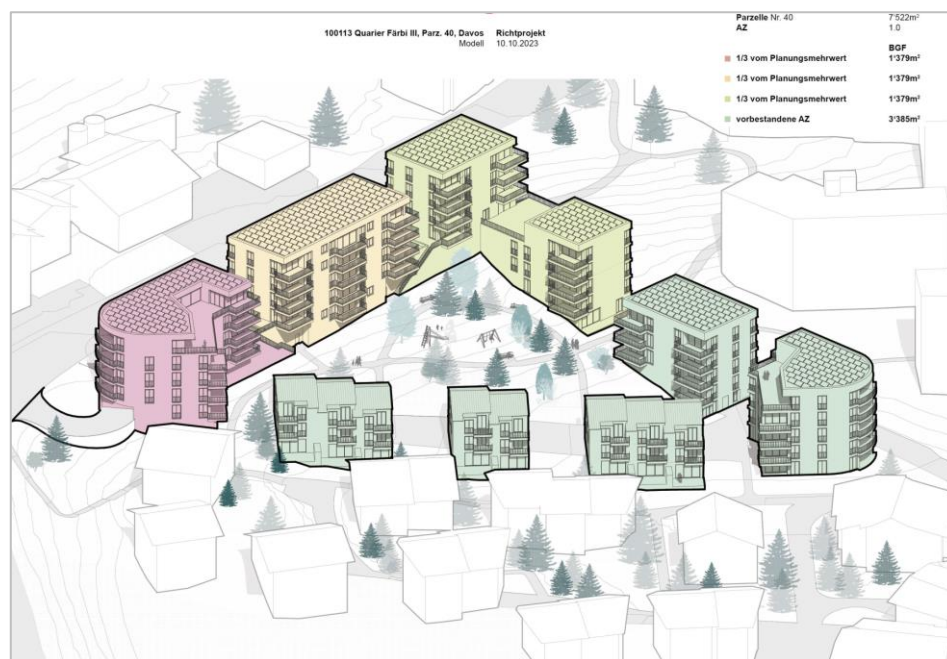 100113 Quarier Färbi III, Parz. 40, Davos Richtprojekt
Modell 10.10.2023
Parzelle Nr. 40 7'522m²
AZ 1.0
BGF
1/3 vom Planungsmehrwert 1'379m²
1/3 vom Planungsmehrwert 1'379m²
1/3 vom Planungsmehrwert 1'379m²
vorbestandene AZ 3'385m²